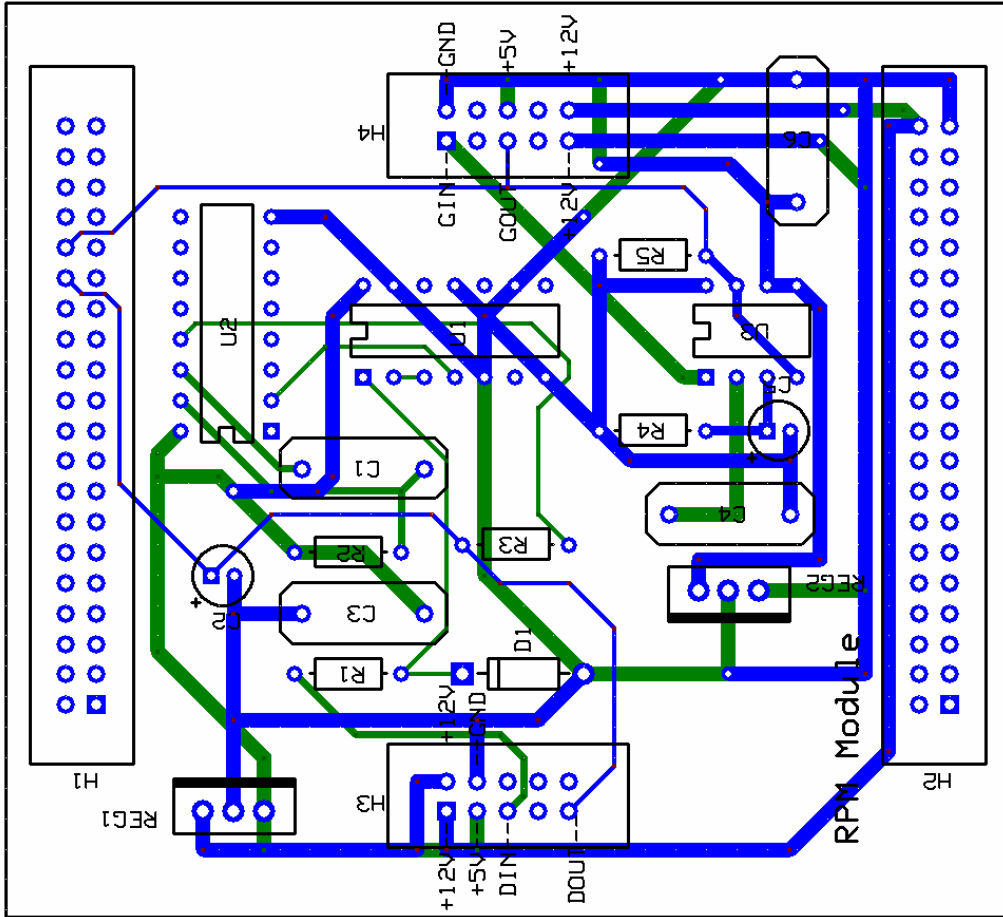 -GND
+5V
+12V
H4
GIN--
GOUT
+12V--
C6
R5
U2
U1
U3
C5
R4
+
C1
C4
R2
R3
REG2
+
C2
C3
D1
R1
+12V
+GND
RPM Module
H1
H2
H3
REG1
+12V--
+5V--
DIN--
DOUT--